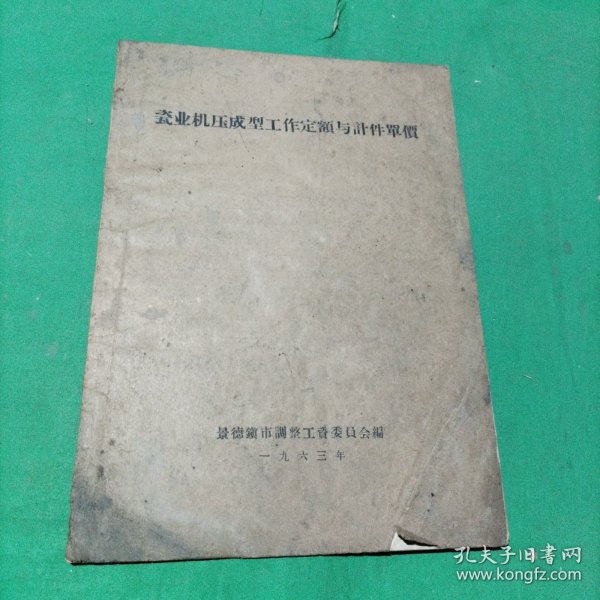 瓷业机压成型工作定额与計件單價
景德鎮市調整工資委員会編
一九六三年
孔夫子旧書网
www.kongfz.com